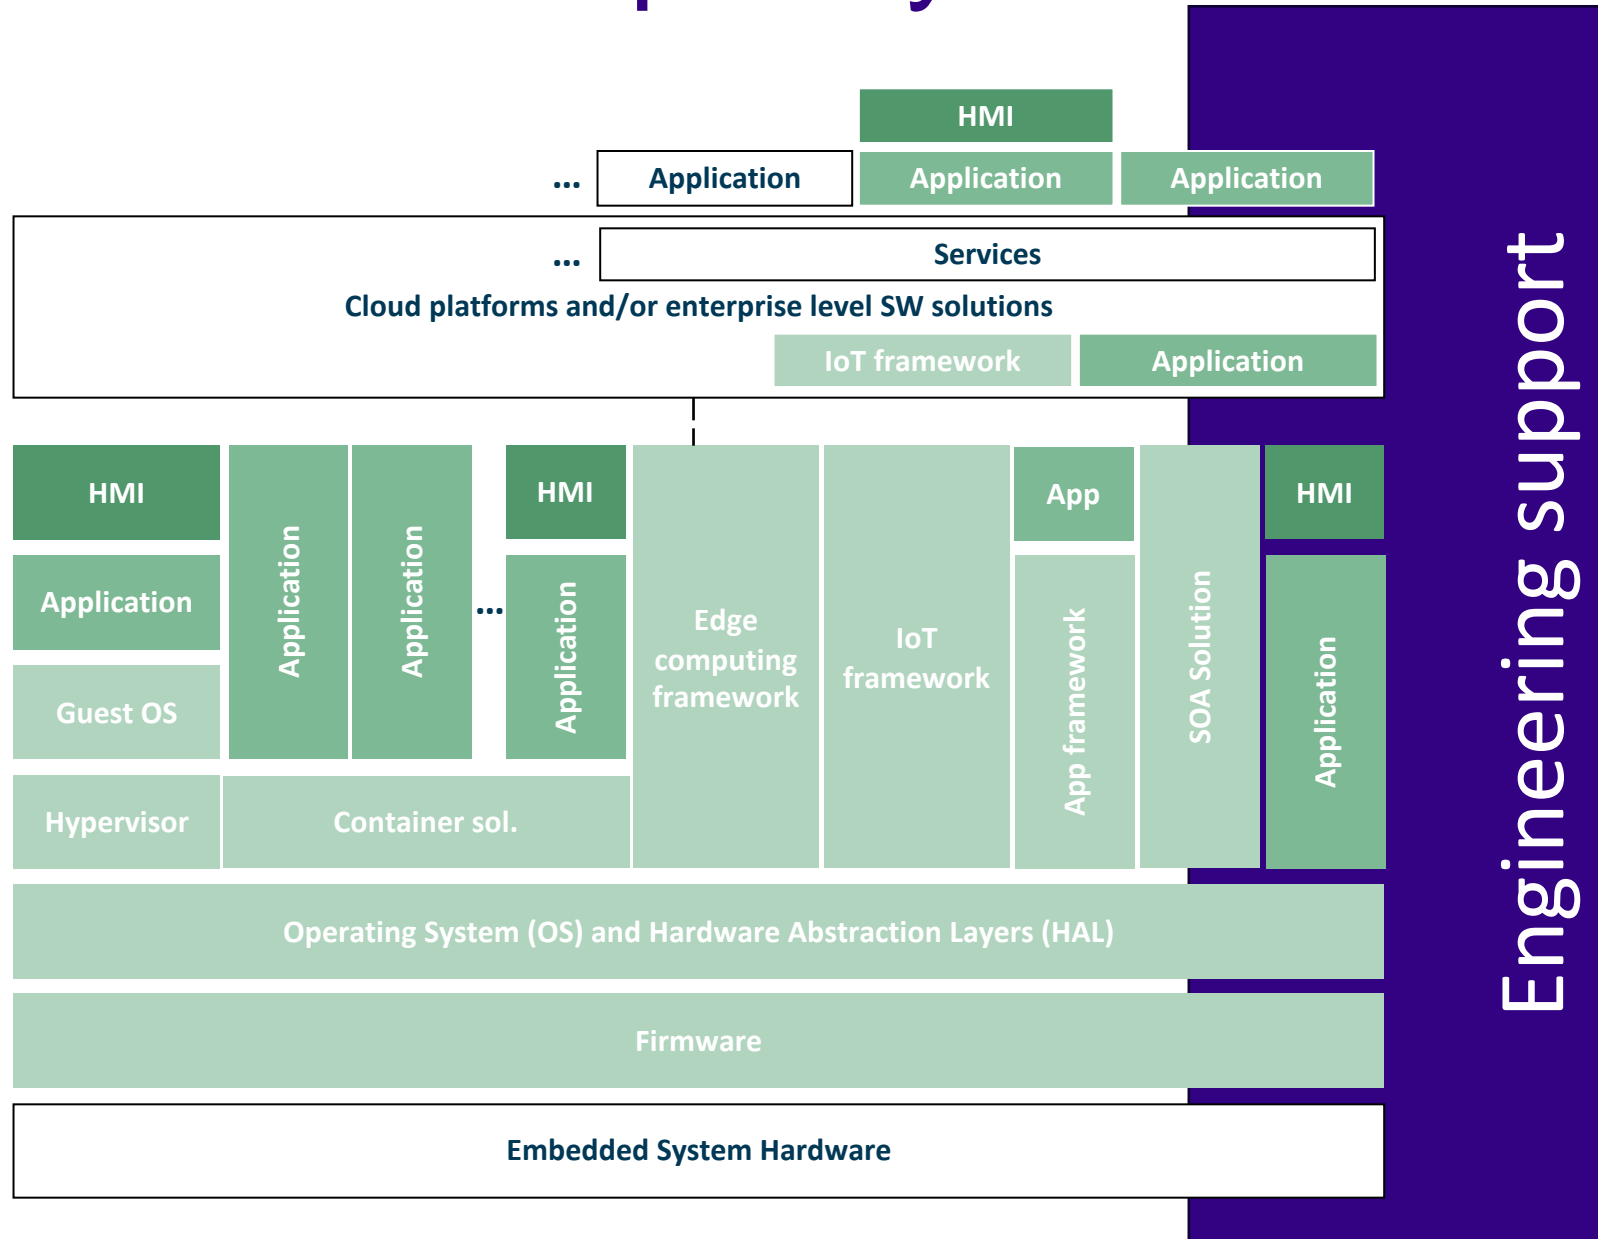 HMI
... Application Application Application
... Services
Cloud platforms and/or enterprise level SW solutions
IoT framework Application
HMI
Application
Guest OS
Hypervisor
Application
Application
...
HMI
Application
Container sol.
Edge
computing
framework
IoT
framework
App
App framework
SOA Solution
HMI
Application
Operating System (OS) and Hardware Abstraction Layers (HAL)
Firmware
Embedded System Hardware
Engineering support